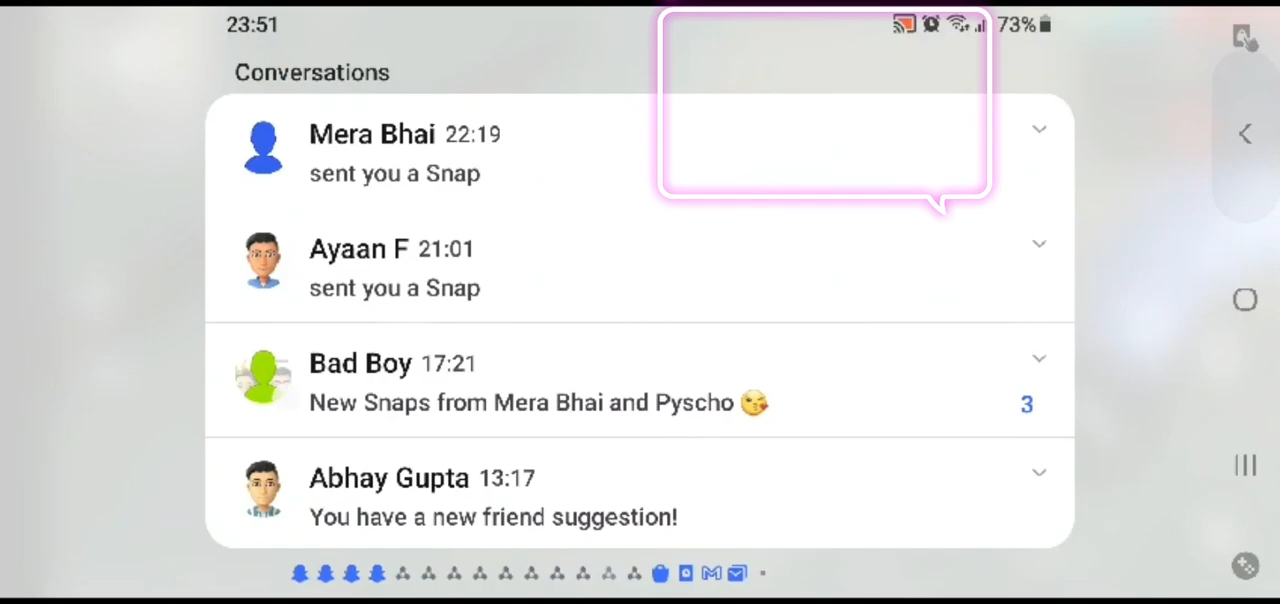 23:51
73%
Conversations
Mera Bhai 22:19
sent you a Snap
Ayaan F 21:01
sent you a Snap
Bad Boy 17:21
New Snaps from Mera Bhai and Pyscho 😘
3
Abhay Gupta 13:17
You have a new friend suggestion!